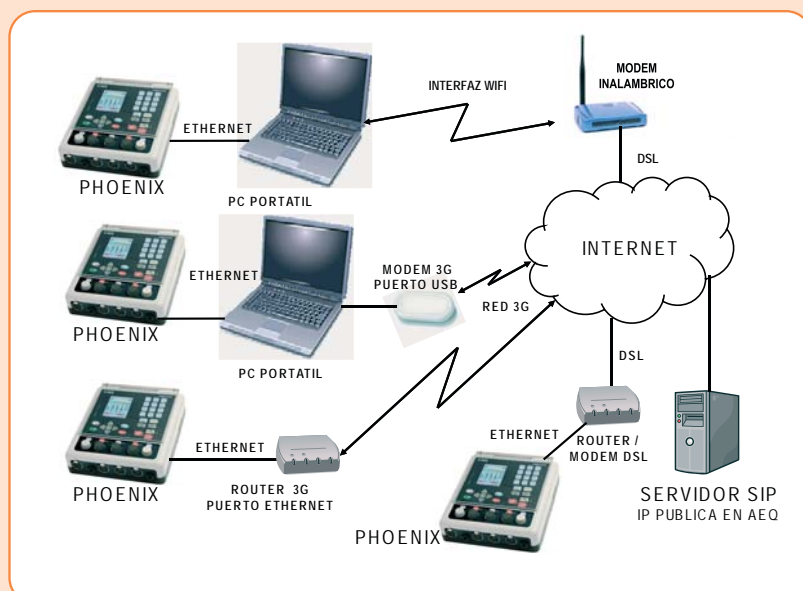 INTERFAZ WIFI
MODEM
INALAMBRICO
ETHERNET
DSL
PHOENIX
PC PORTATIL
INTERNET
ETHERNET
MODEM 3G
PUERTO USB
RED 3G
PHOENIX
PC PORTATIL
DSL
ETHERNET
ETHERNET
ROUTER /
MODEM DSL
PHOENIX
ROUTER 3G
PUERTO ETHERNET
SERVIDOR SIP
IP PUBLICA EN AEQ
PHOENIX